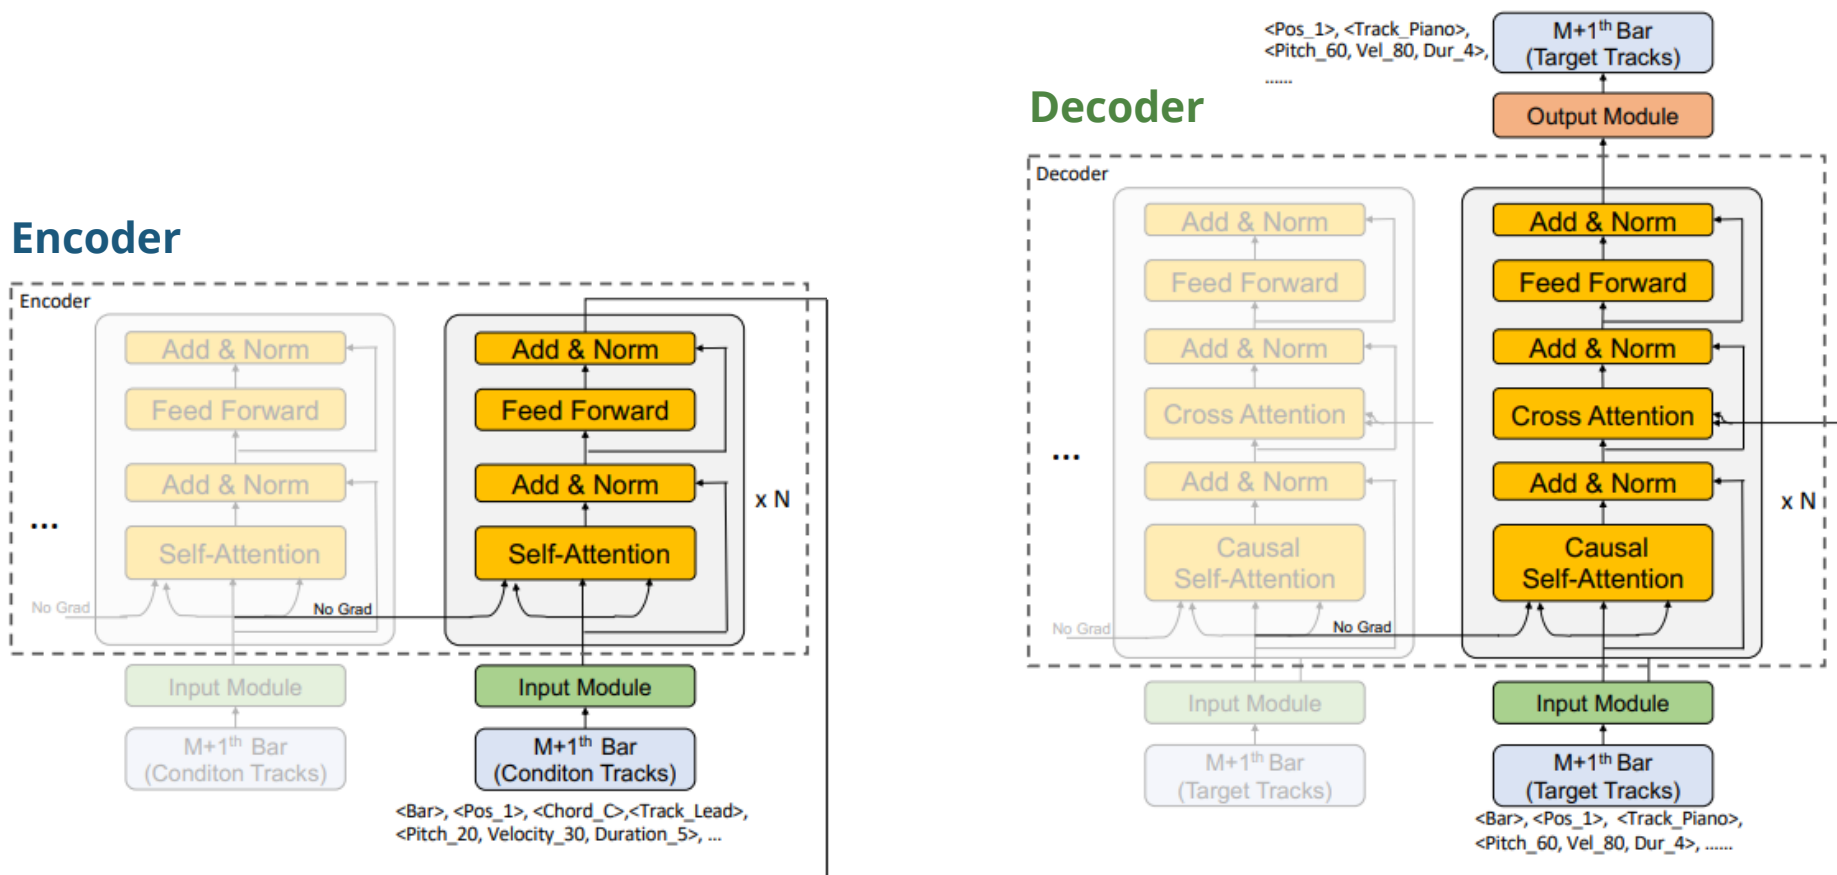 Encoder
Encoder
Add & Norm
Feed Forward
Add & Norm
Self-Attention
No Grad
...
Input Module
M+1th Bar
(Conditon Tracks)
Add & Norm
Feed Forward
Add & Norm
Self-Attention
No Grad
x N
Input Module
M+1th Bar
(Conditon Tracks)
<Bar>, <Pos_1>, <Chord_C>,<Track_Lead>,
<Pitch_20, Velocity_30, Duration_5>, ...
<Pos_1>, <Track_Piano>,
<Pitch_60, Vel_80, Dur_4>,
......
M+1th Bar
(Target Tracks)
Output Module
Decoder
Decoder
Add & Norm
Feed Forward
Add & Norm
Cross Attention
Add & Norm
Causal
Self-Attention
No Grad
...
Input Module
M+1th Bar
(Target Tracks)
Add & Norm
Feed Forward
Add & Norm
Cross Attention
Add & Norm
Causal
Self-Attention
No Grad
x N
Input Module
M+1th Bar
(Target Tracks)
<Bar>, <Pos_1>, <Track_Piano>,
<Pitch_60, Vel_80, Dur_4>, ......